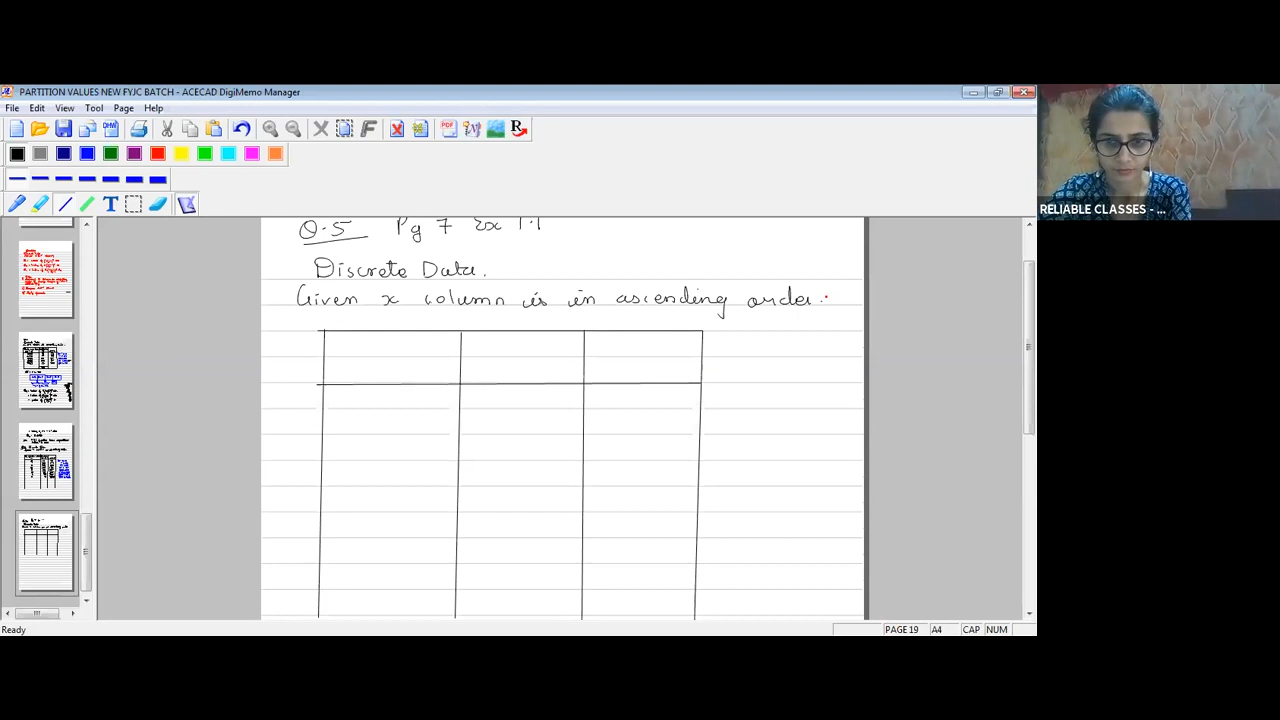 PARTITION VALUES NEW FYJC BATCH - ACECAD DigiMemo Manager
File Edit View Tool Page Help
RELIABLE CLASSES - ...
Q.5 Pg 7 Ex 1.1
Discrete Data.
Given x column is in ascending order.
Ready
PAGE 19 A4 CAP NUM